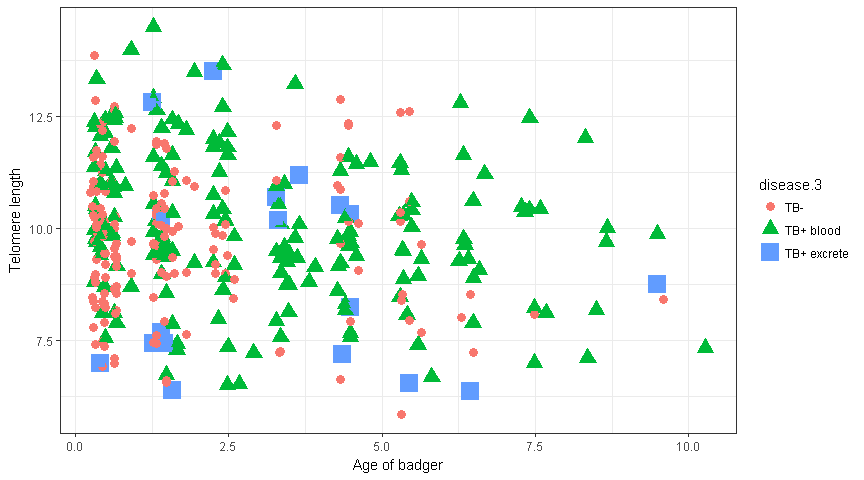 12.5
10.0
7.5
Telomere length
0.0
2.5
5.0
7.5
10.0
Age of badger
disease.3
TB-
TB+ blood
TB+ excrete